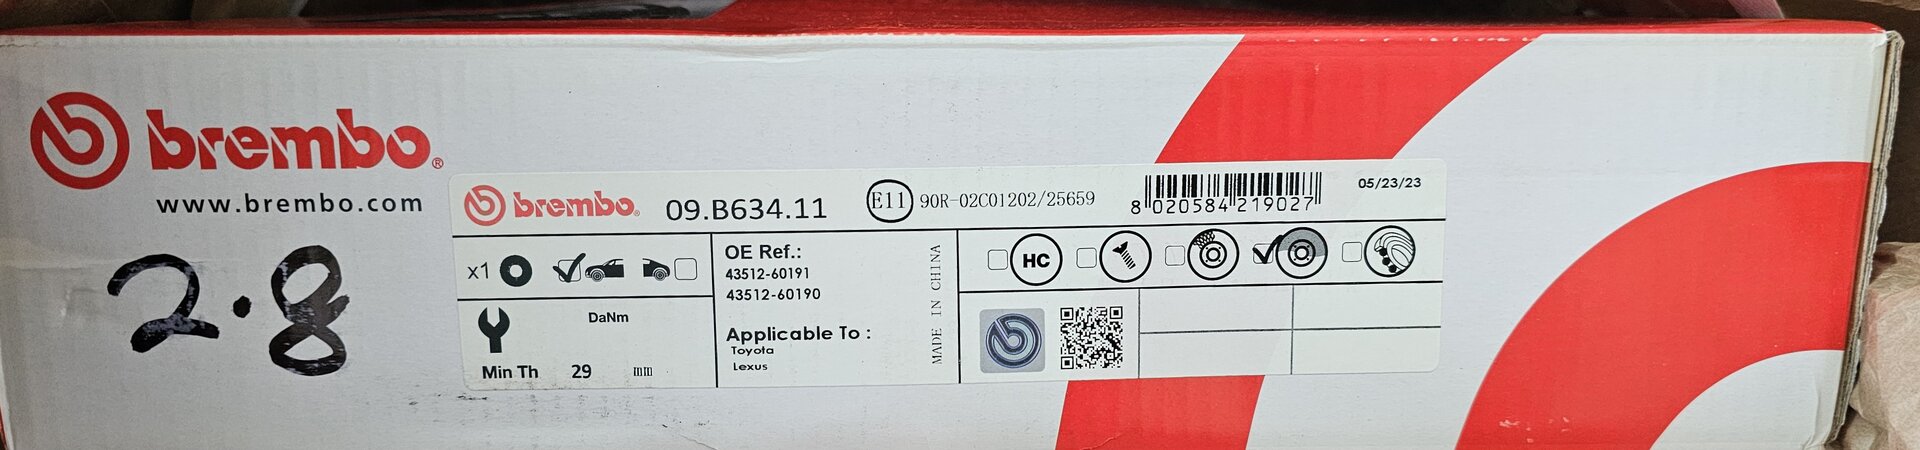 brembo®
www.brembo.com
2.8
brembo® 09.B634.11 E11 90R-02C01202/25659 8 020584 219027 05/23/23
x1
DaNm
Min Th 29 mm
OE Ref.:
43512-60191
43512-60190
Applicable To :
Toyota
Lexus
MADE IN CHINA
HC